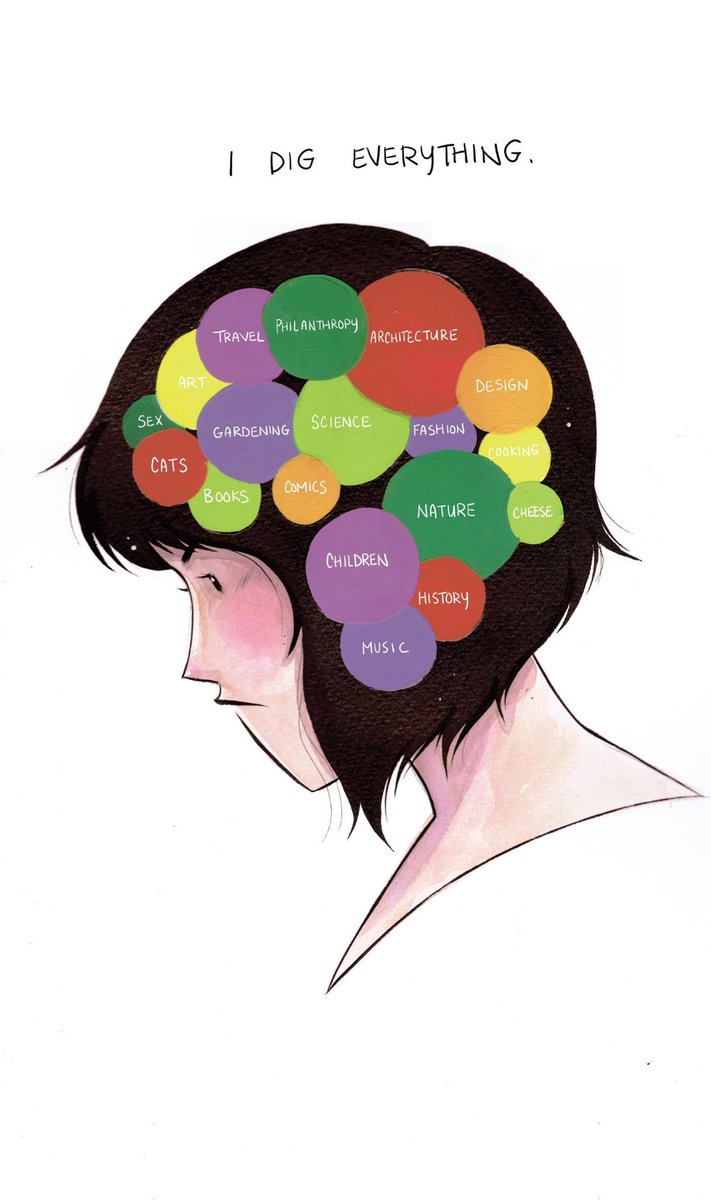 I DIG EVERYTHING.
TRAVEL
PHILANTHROPY
ARCHITECTURE
ART
DESIGN
SEX
GARDENING
SCIENCE
FASHION
COOKING
CATS
BOOKS
COMICS
NATURE
CHEESE
CHILDREN
HISTORY
MUSIC